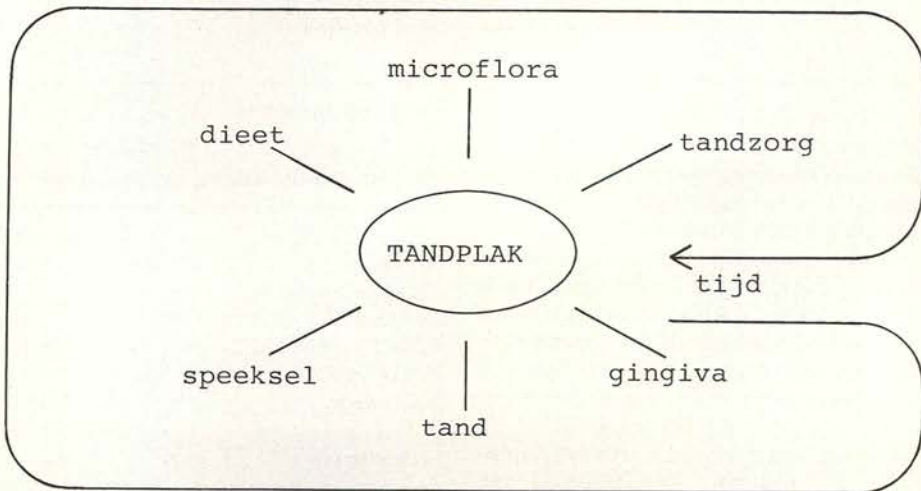 microflora
dieet
tandzorg
TANDPLAK
tijd
speeksel
gingiva
tand